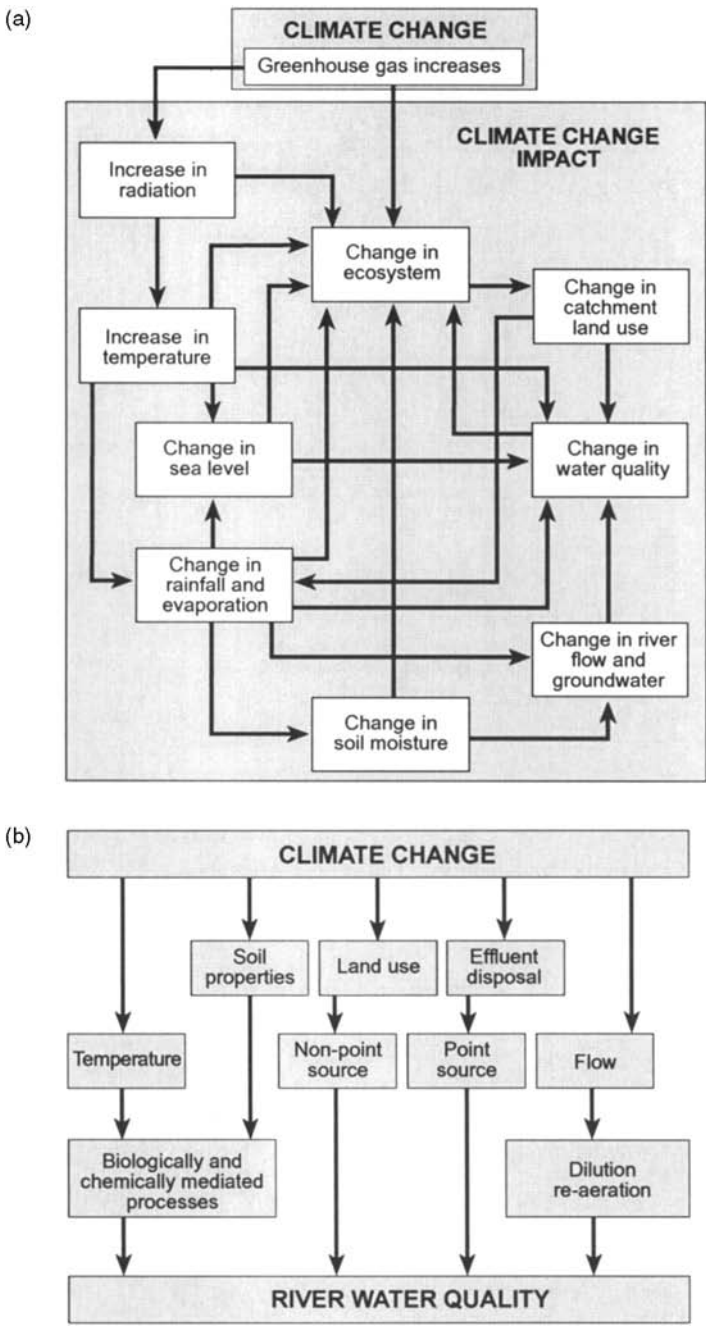 (a)
CLIMATE CHANGE
Greenhouse gas increases
CLIMATE CHANGE
IMPACT
Increase in
radiation
Change in
ecosystem
Change in
catchment
land use
Increase in
temperature
Change in
sea level
Change in
water quality
Change in
rainfall and
evaporation
Change in river
flow and
groundwater
Change in
soil moisture
(b)
CLIMATE CHANGE
Soil
properties
Land use
Effluent
disposal
Temperature
Non-point
source
Point
source
Flow
Biologically and
chemically mediated
processes
Dilution
re-aeration
RIVER WATER QUALITY